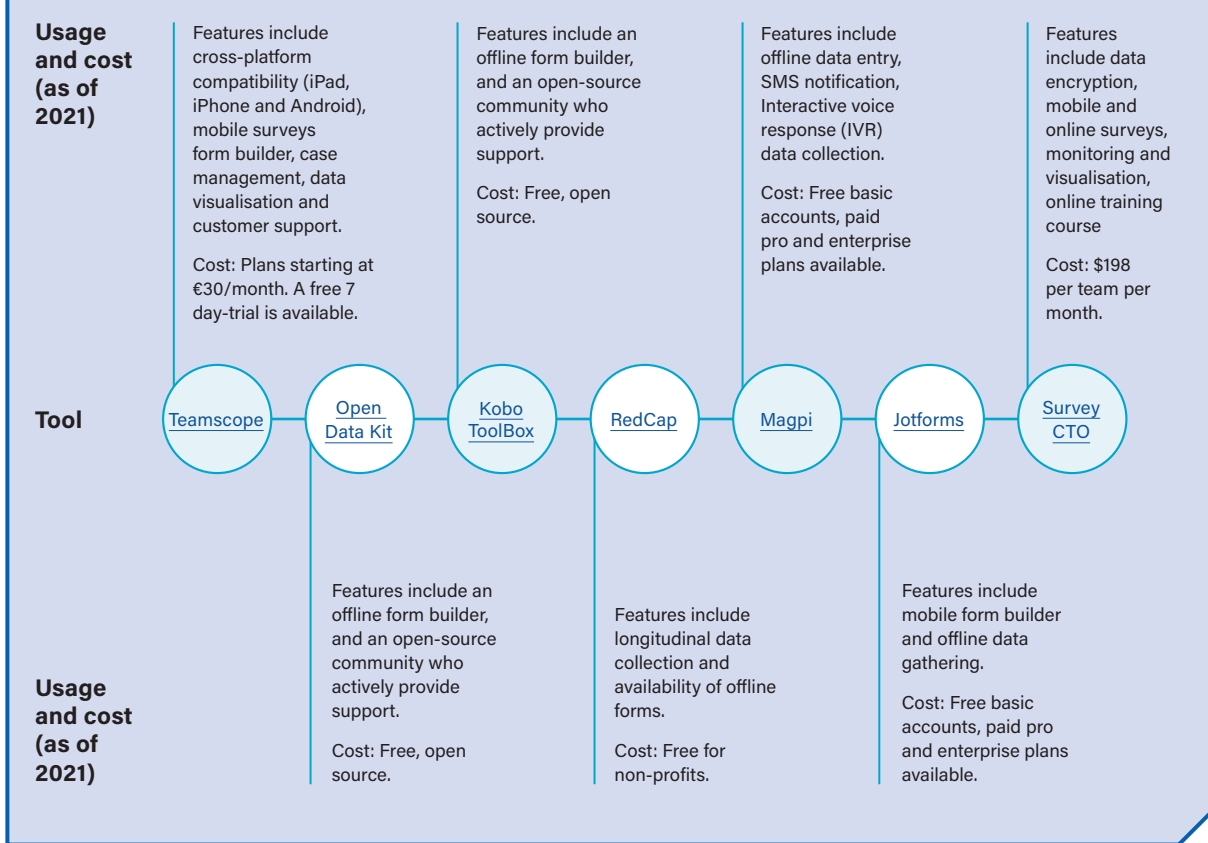 Usage
and cost
(as of
2021)
Features include
cross-platform
compatibility (iPad,
iPhone and Android),
mobile surveys
form builder, case
management, data
visualisation and
customer support.
Cost: Plans starting at
€30/month. A free 7
day-trial is available.
Features include an
offline form builder,
and an open-source
community who
actively provide
support.
Cost: Free, open
source.
Features include
offline data entry,
SMS notification,
Interactive voice
response (IVR)
data collection.
Cost: Free basic
accounts, paid
pro and enterprise
plans available.
Features
include data
encryption,
mobile and
online surveys,
monitoring and
visualisation,
online training
course
Cost: $198
per team per
month.
Tool
Teamscope
Open
Data Kit
Kobo
ToolBox
RedCap
Magpi
Jotforms
Survey
CTO
Usage
and cost
(as of
2021)
Features include an
offline form builder,
and an open-source
community who
actively provide
support.
Cost: Free, open
source.
Features include
longitudinal data
collection and
availability of offline
forms.
Cost: Free for
non-profits.
Features include
mobile form builder
and offline data
gathering.
Cost: Free basic
accounts, paid pro
and enterprise plans
available.